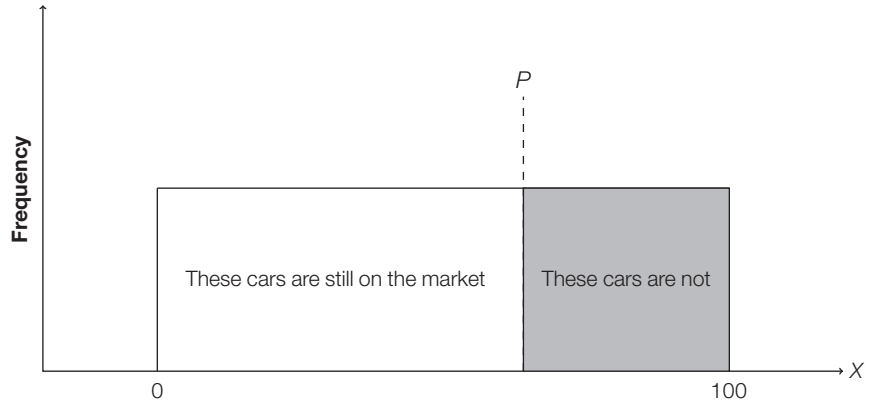 P
Frequency
These cars are still on the market
These cars are not
X
0
100